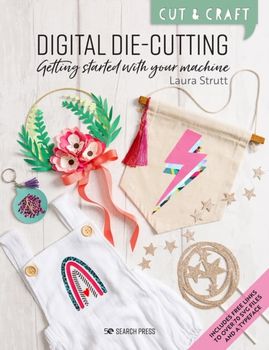 CUT & CRAFT
DIGITAL DIE-CUTTING
Getting started with your machine
Laura Strutt
INCLUDES FREE LINKS
TO OVER 70 SVG FILES
AND A TYPEFACE
SEARCH PRESS